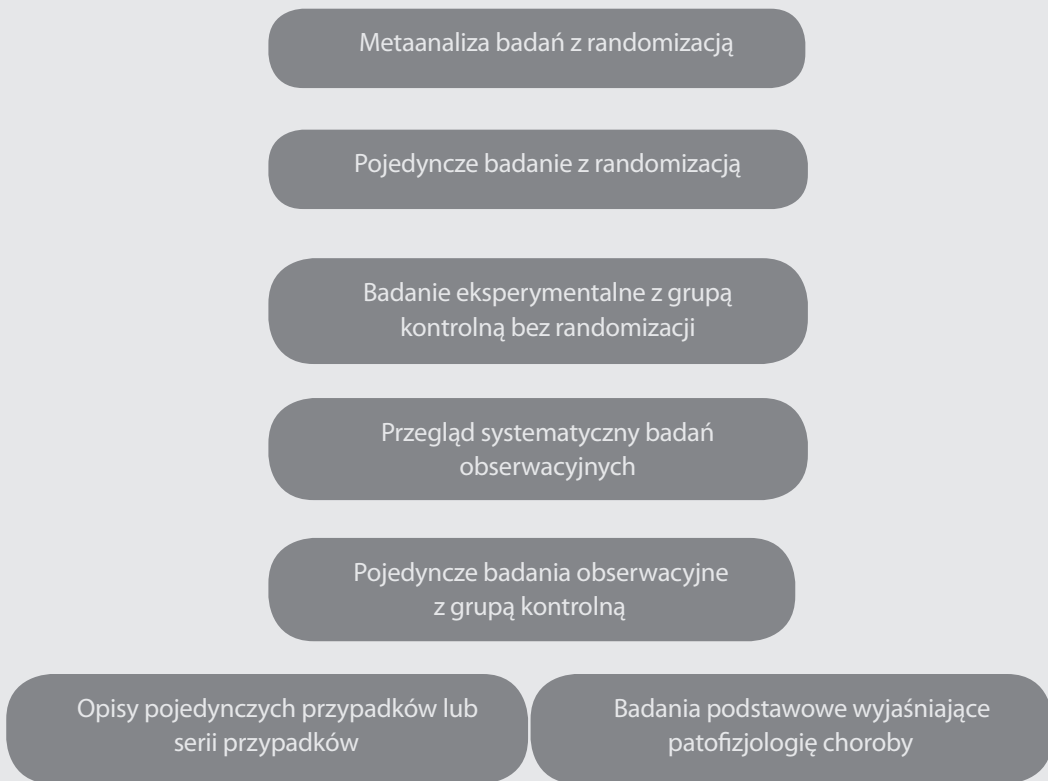 Metaanaliza badań z randomizacją
Pojedyncze badanie z randomizacją
Badanie eksperymentalne z grupą
kontrolną bez randomizacji
Przegląd systematyczny badań
obserwacyjnych
Pojedyncze badania obserwacyjne
z grupą kontrolną
Opisy pojedynczych przypadków lub
serii przypadków
Badania podstawowe wyjaśniające
patofizjologię choroby